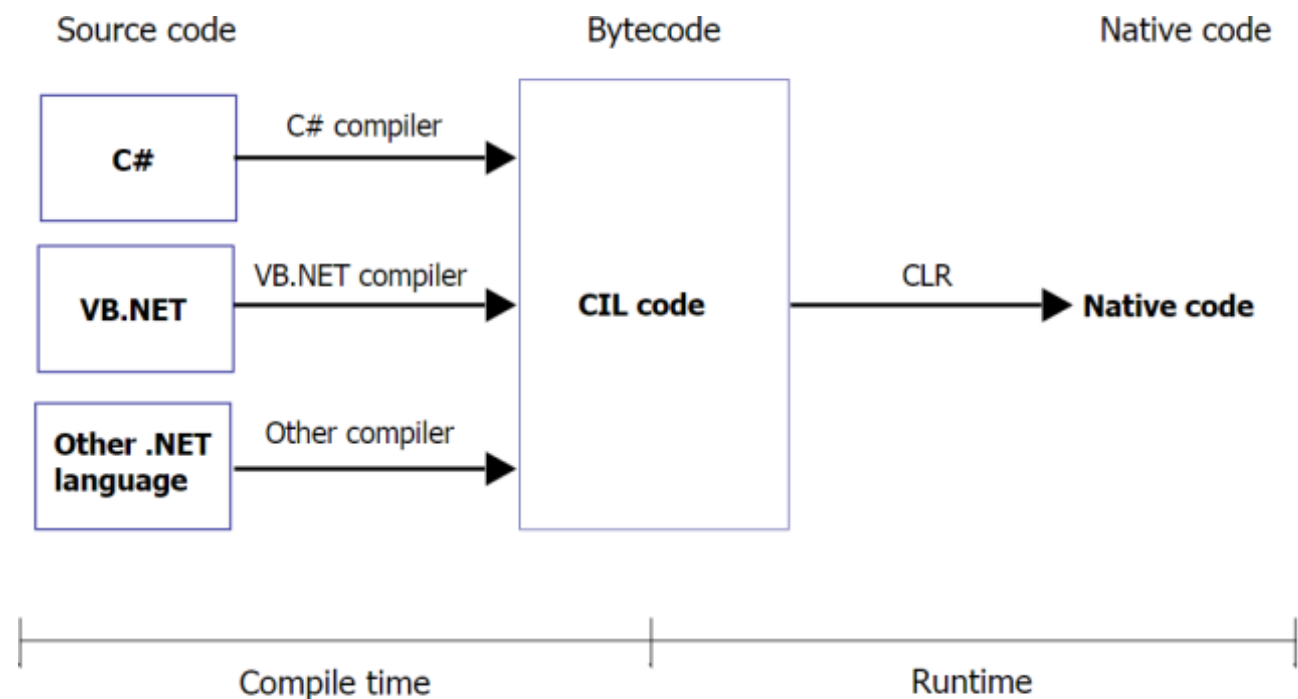 Source code
Bytecode
Native code
C#
C# compiler
VB.NET
VB.NET compiler
Other .NET
language
Other compiler
CIL code
CLR
Native code
Compile time
Runtime